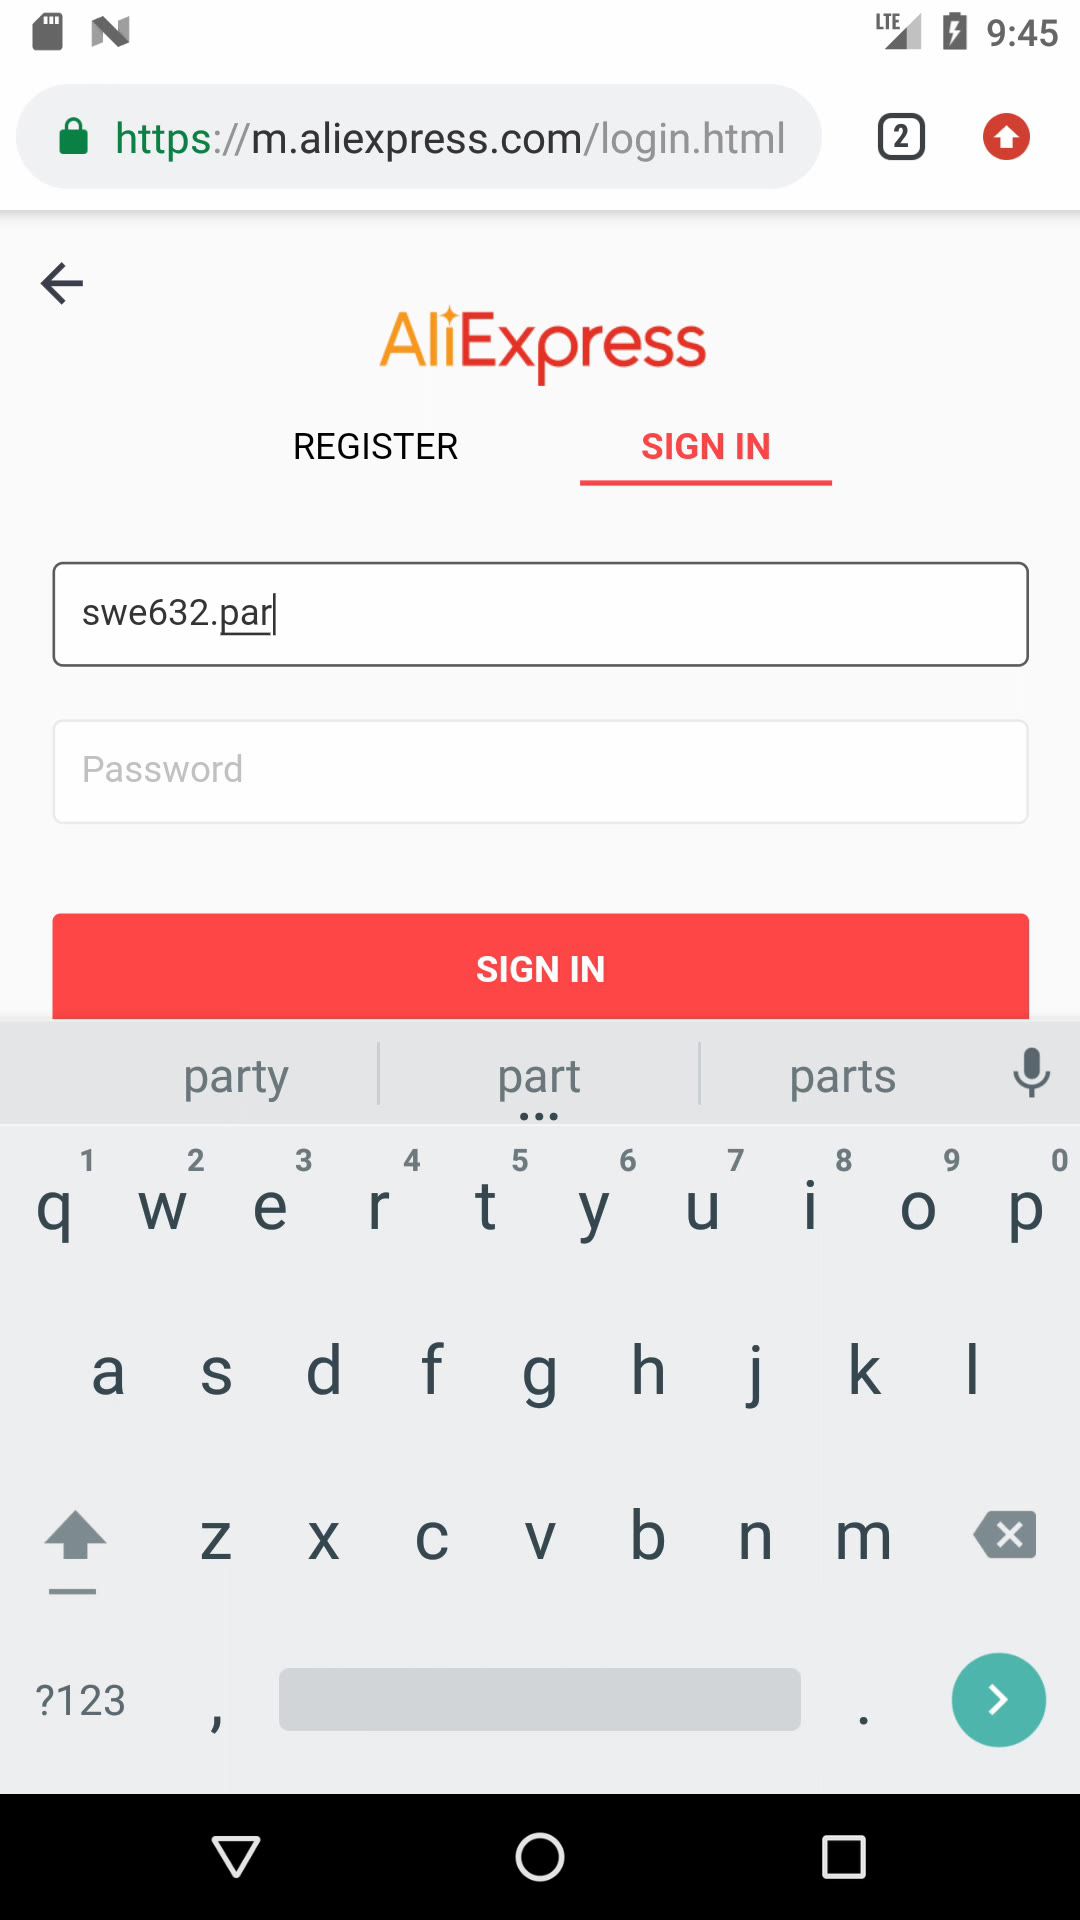 LTE 9:45
https://m.aliexpress.com/login.html 2
AliExpress
REGISTER SIGN IN
swe632.par
Password
SIGN IN
party part parts
1 2 3 4 5 6 7 8 9 0
q w e r t y u i o p
a s d f g h j k l
z x c v b n m
?123 , .